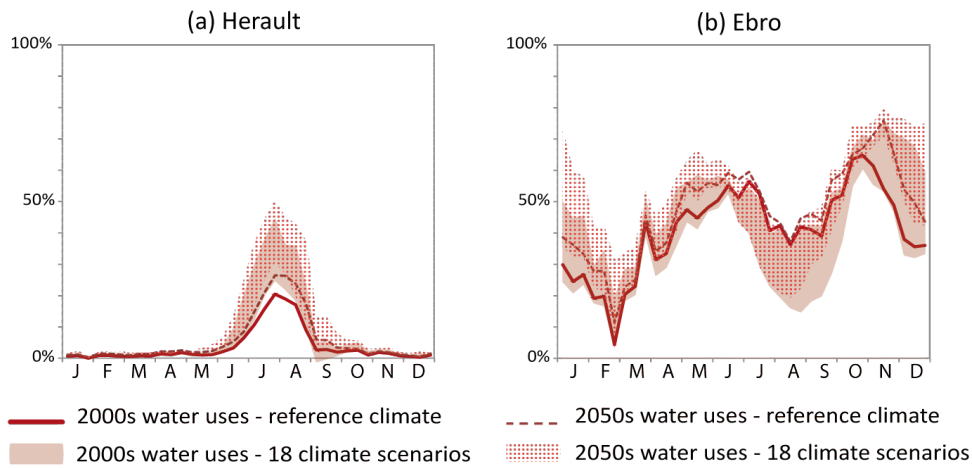 (a) Herault
(b) Ebro
100%
50%
0%
J F M A M J J A S O N D
100%
50%
0%
J F M A M J J A S O N D
2000s water uses - reference climate
2050s water uses - reference climate
2000s water uses - 18 climate scenarios
2050s water uses - 18 climate scenarios